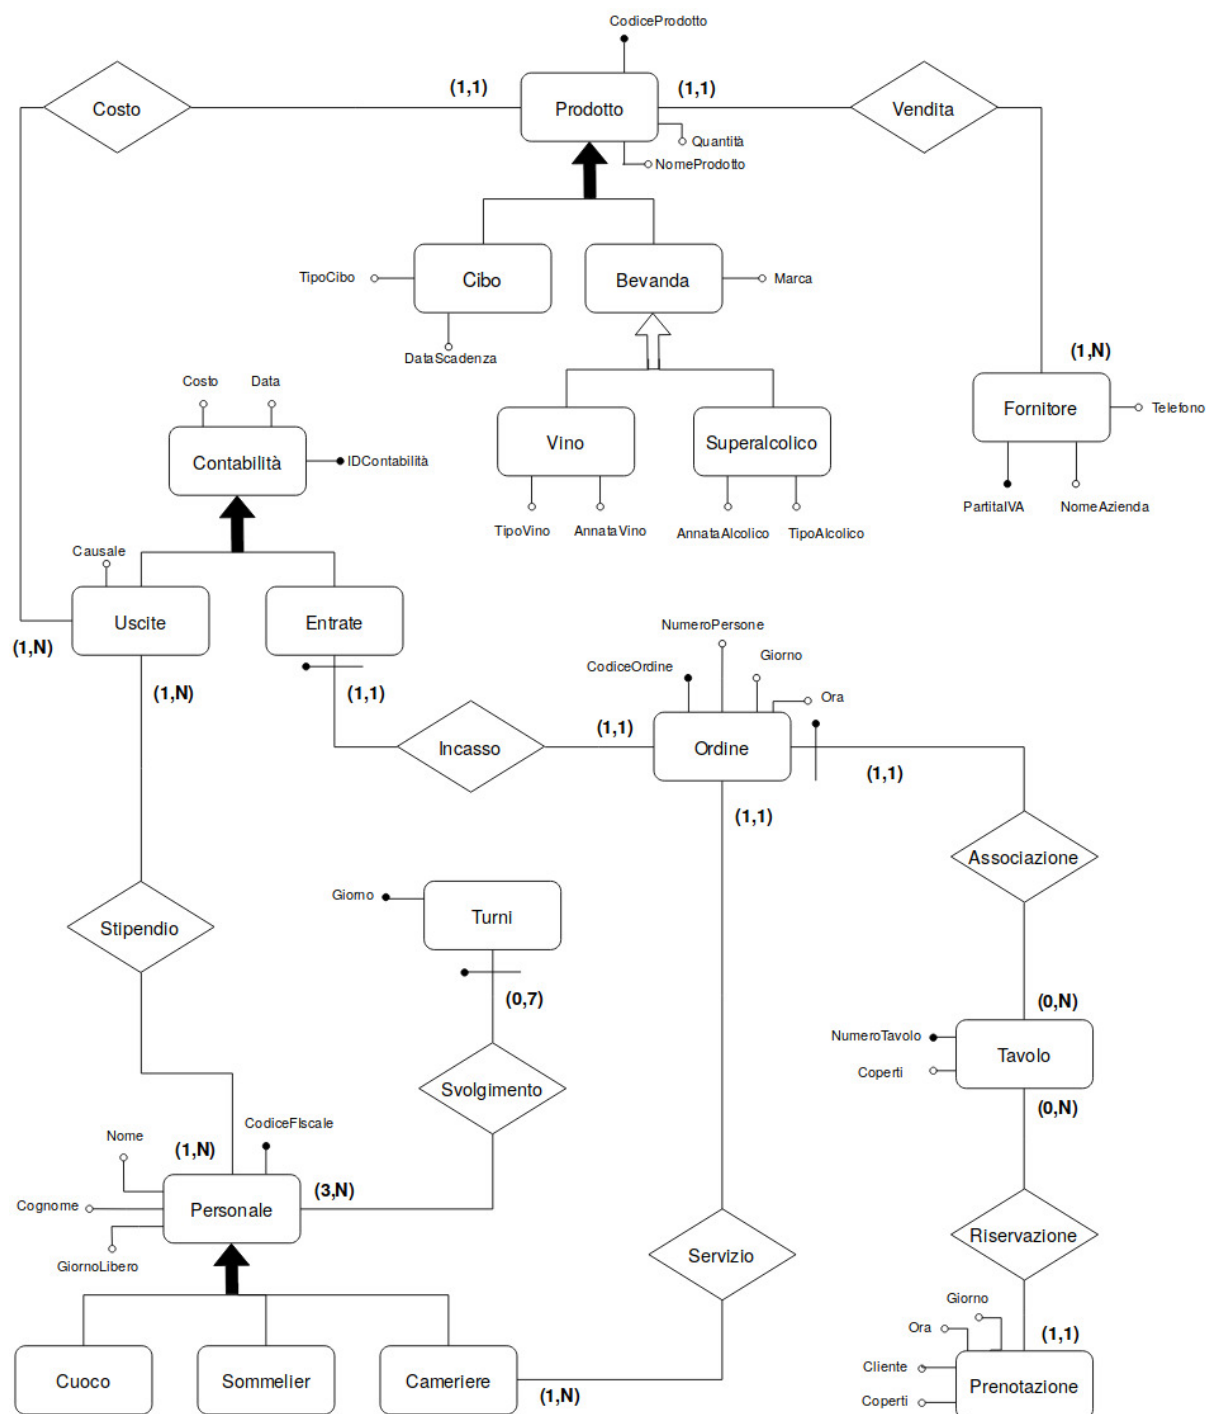 CodiceProdotto
Costo
(1,1)
Prodotto
(1,1)
Vendita
Quantità
NomeProdotto
TipoCibo
Cibo
Bevanda
Marca
DataScadenza
(1,N)
Costo
Data
Fornitore
Telefono
Contabilità
IDContabilità
Vino
Superalcolico
PartitaIVA
NomeAzienda
TipoVino
AnnataVino
AnnataAlcolico
TipoAlcolico
Causale
Uscite
Entrate
(1,N)
(1,N)
(1,1)
NumeroPersone
CodiceOrdine
Giorno
Ora
Incasso
(1,1)
Ordine
(1,1)
(1,1)
Associazione
Giorno
Turni
Stipendio
(0,7)
(0,N)
NumeroTavolo
Tavolo
Coperti
Svolgimento
(0,N)
Nome
CodiceFIscale
(1,N)
Cognome
Personale
(3,N)
GiornoLibero
Servizio
Riservazione
Giorno
Ora
(1,1)
Cuoco
Sommelier
Cameriere
(1,N)
Cliente
Prenotazione
Coperti